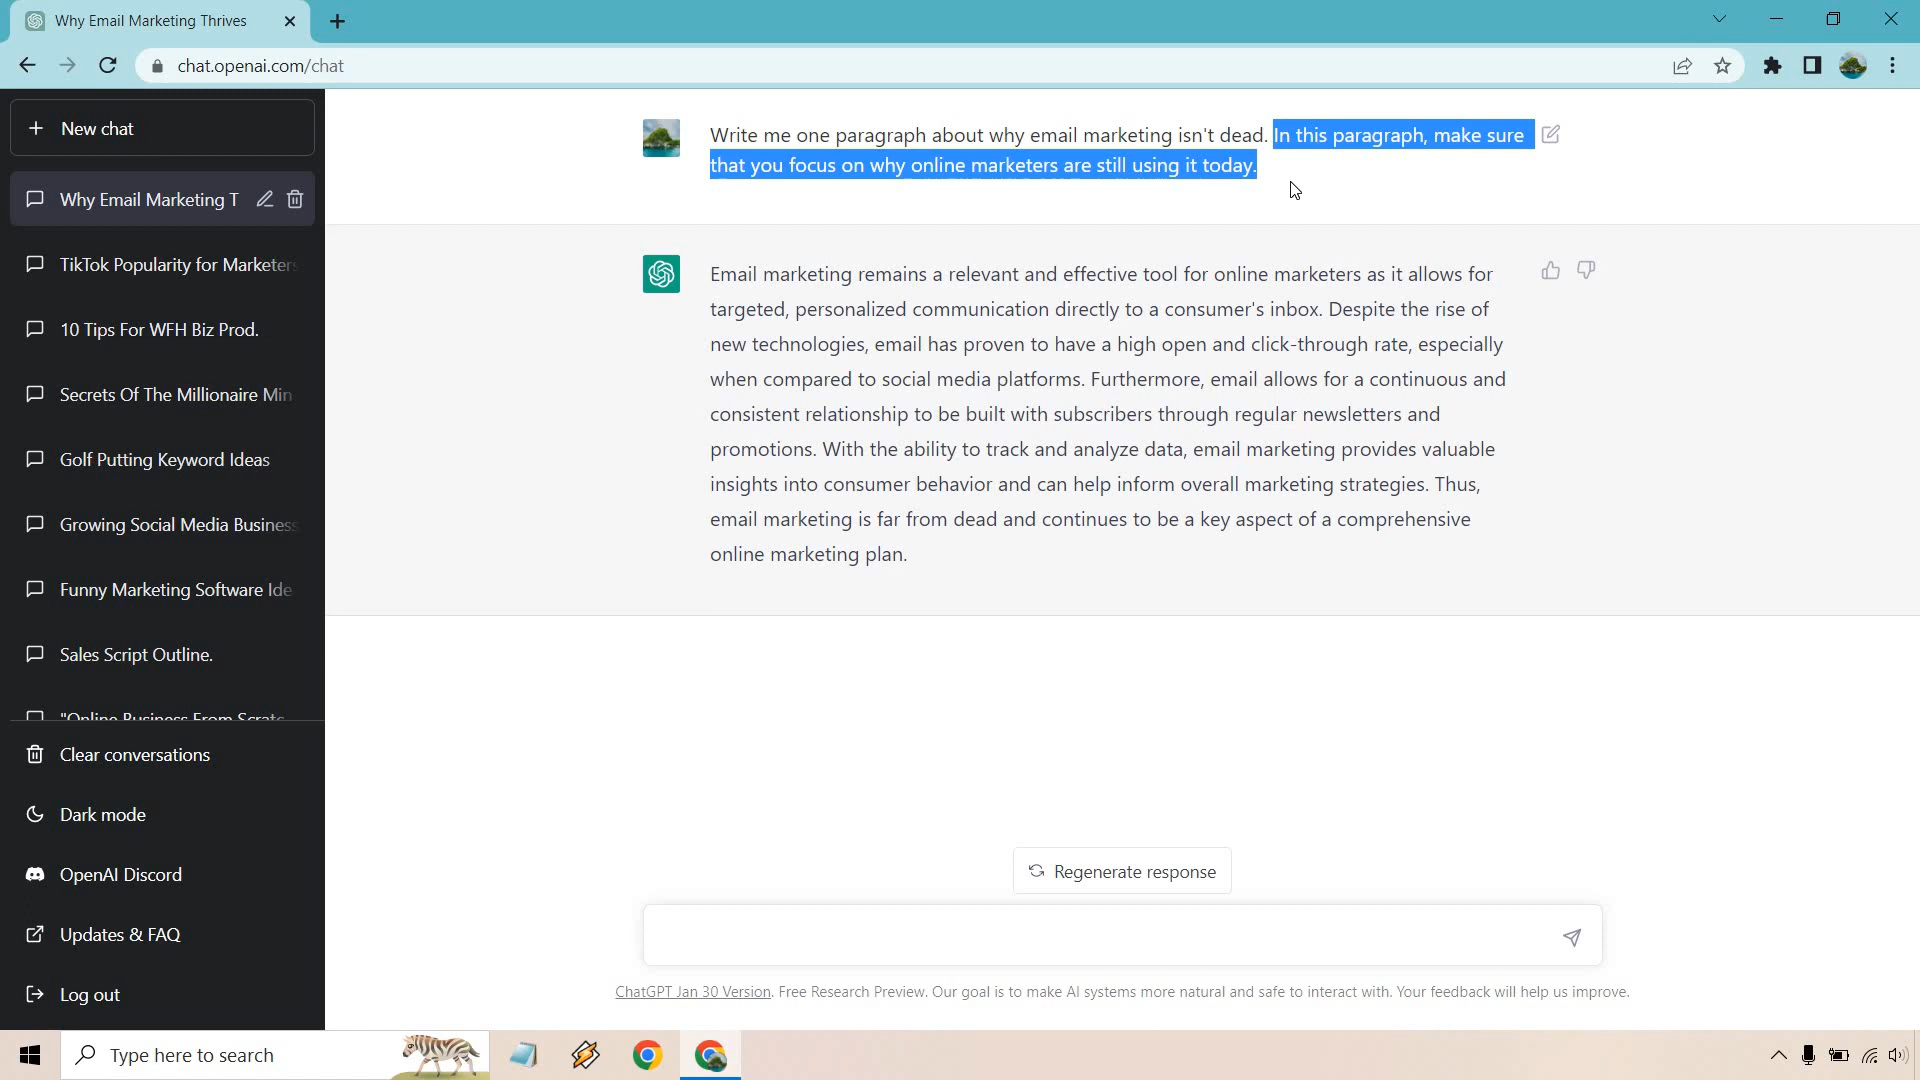 Why Email Marketing Thrives
chat.openai.com/chat
New chat
Why Email Marketing T
TikTok Popularity for Marketers
10 Tips For WFH Biz Prod.
Secrets Of The Millionaire Min
Golf Putting Keyword Ideas
Growing Social Media Business
Funny Marketing Software Ide
Sales Script Outline.
"Online Business From Scratc
Clear conversations
Dark mode
OpenAI Discord
Updates & FAQ
Log out
Write me one paragraph about why email marketing isn't dead. In this paragraph, make sure
that you focus on why online marketers are still using it today.
Email marketing remains a relevant and effective tool for online marketers as it allows for
targeted, personalized communication directly to a consumer's inbox. Despite the rise of
new technologies, email has proven to have a high open and click-through rate, especially
when compared to social media platforms. Furthermore, email allows for a continuous and
consistent relationship to be built with subscribers through regular newsletters and
promotions. With the ability to track and analyze data, email marketing provides valuable
insights into consumer behavior and can help inform overall marketing strategies. Thus,
email marketing is far from dead and continues to be a key aspect of a comprehensive
online marketing plan.
Regenerate response
ChatGPT Jan 30 Version. Free Research Preview. Our goal is to make AI systems more natural and safe to interact with. Your feedback will help us improve.
Type here to search